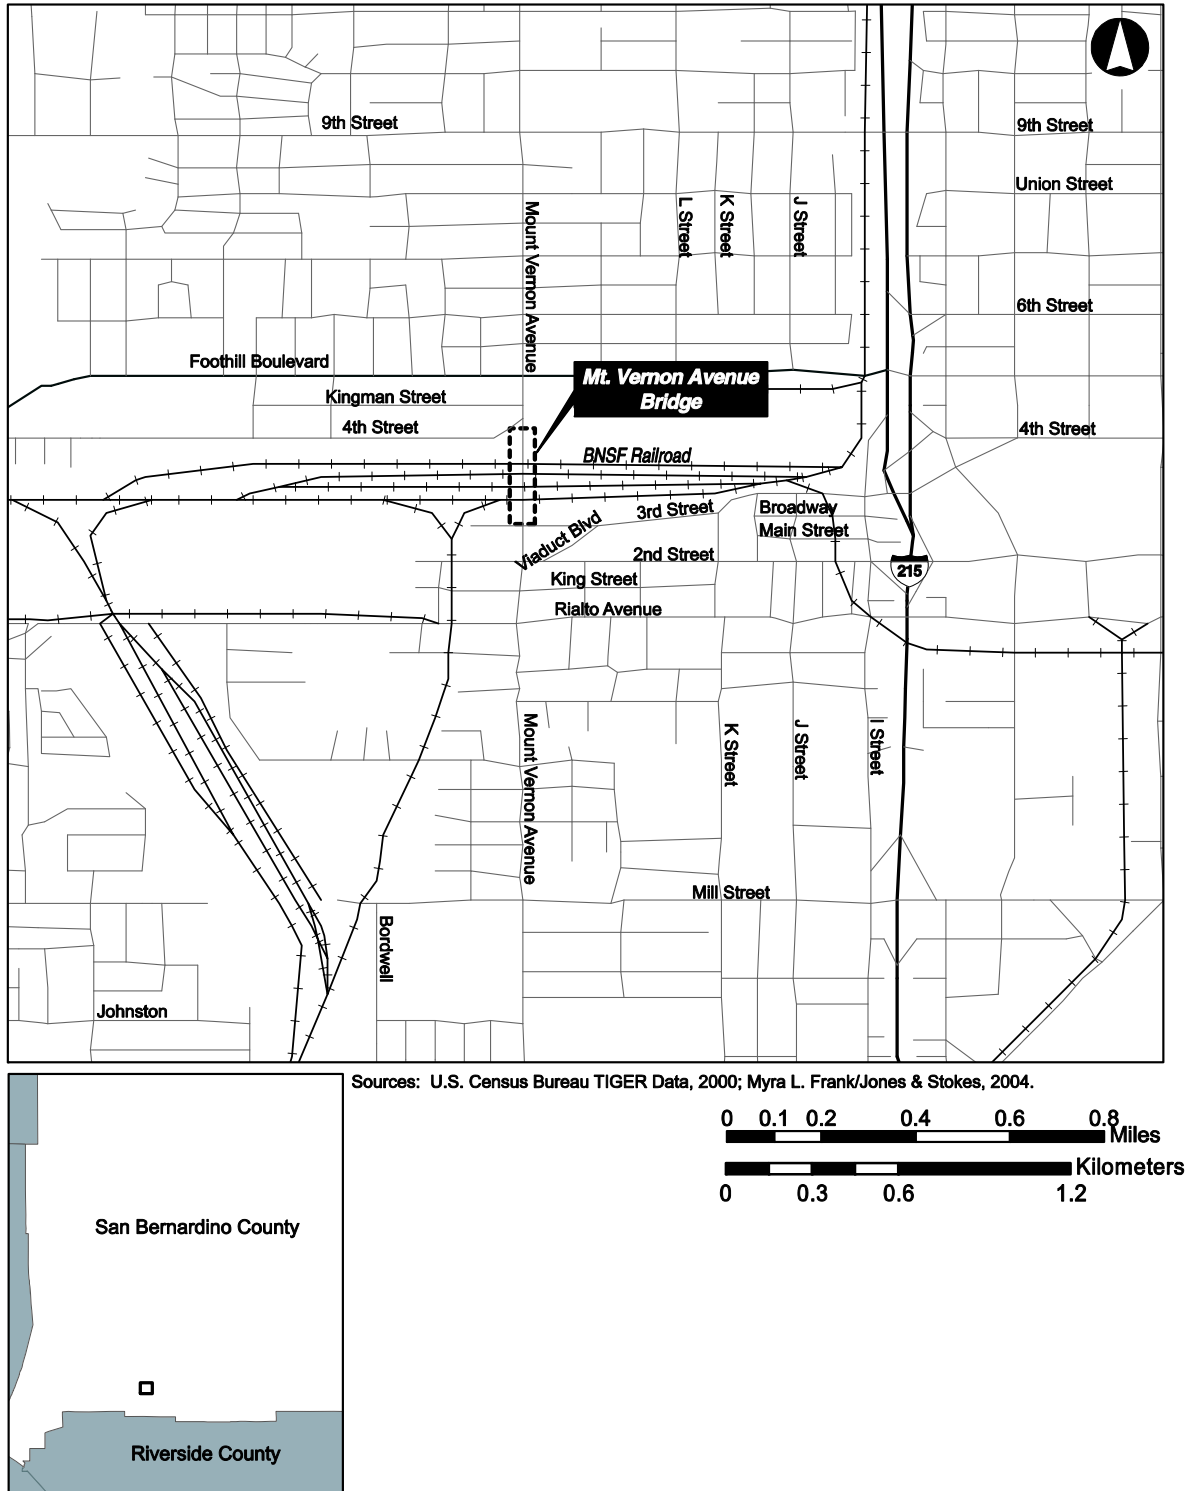 9th Street
9th Street
Union Street
Mount Vernon Avenue
L Street
K Street
J Street
6th Street
Foothill Boulevard
Mt. Vernon Avenue
Bridge
Kingman Street
4th Street
4th Street
BNSF Railroad
3rd Street
Broadway
Viaduct Blvd
Main Street
2nd Street
215
King Street
Rialto Avenue
Mount Vernon Avenue
K Street
J Street
I Street
Mill Street
Bordwell
Johnston
Sources: U.S. Census Bureau TIGER Data, 2000; Myra L. Frank/Jones & Stokes, 2004.
0 0.1 0.2 0.4 0.6 0.8
Miles
Kilometers
0 0.3 0.6 1.2
San Bernardino County
Riverside County